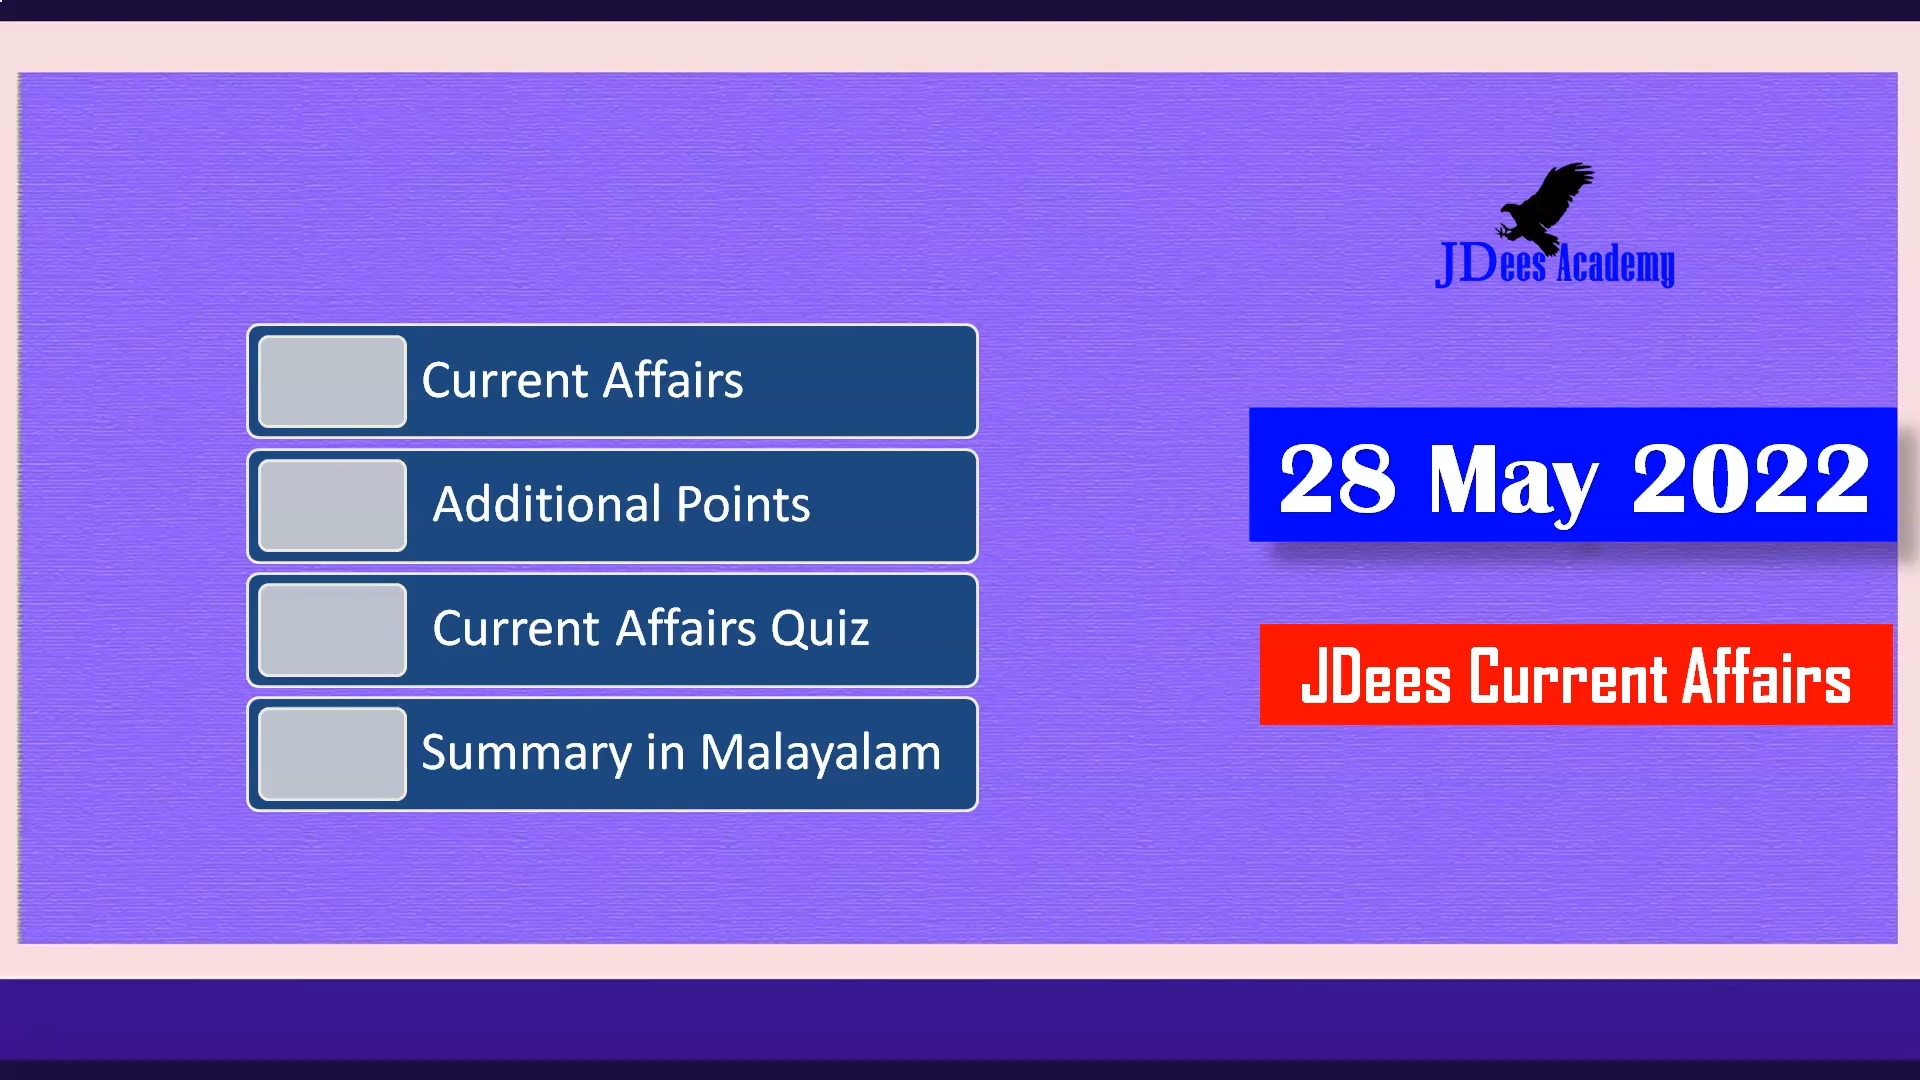 JDees Academy
Current Affairs
Additional Points
Current Affairs Quiz
Summary in Malayalam
28 May 2022
JDees Current Affairs